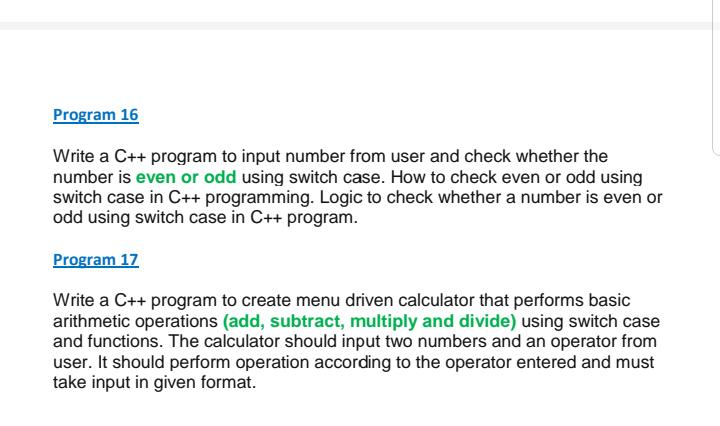 Program 16
Write a C++ program to input number from user and check whether the
number is even or odd using switch case. How to check even or odd using
switch case in C++ programming. Logic to check whether a number is even or
odd using switch case in C++ program.
Program 17
Write a C++ program to create menu driven calculator that performs basic
arithmetic operations (add, subtract, multiply and divide) using switch case
and functions. The calculator should input two numbers and an operator from
user. It should perform operation according to the operator entered and must
take input in given format.